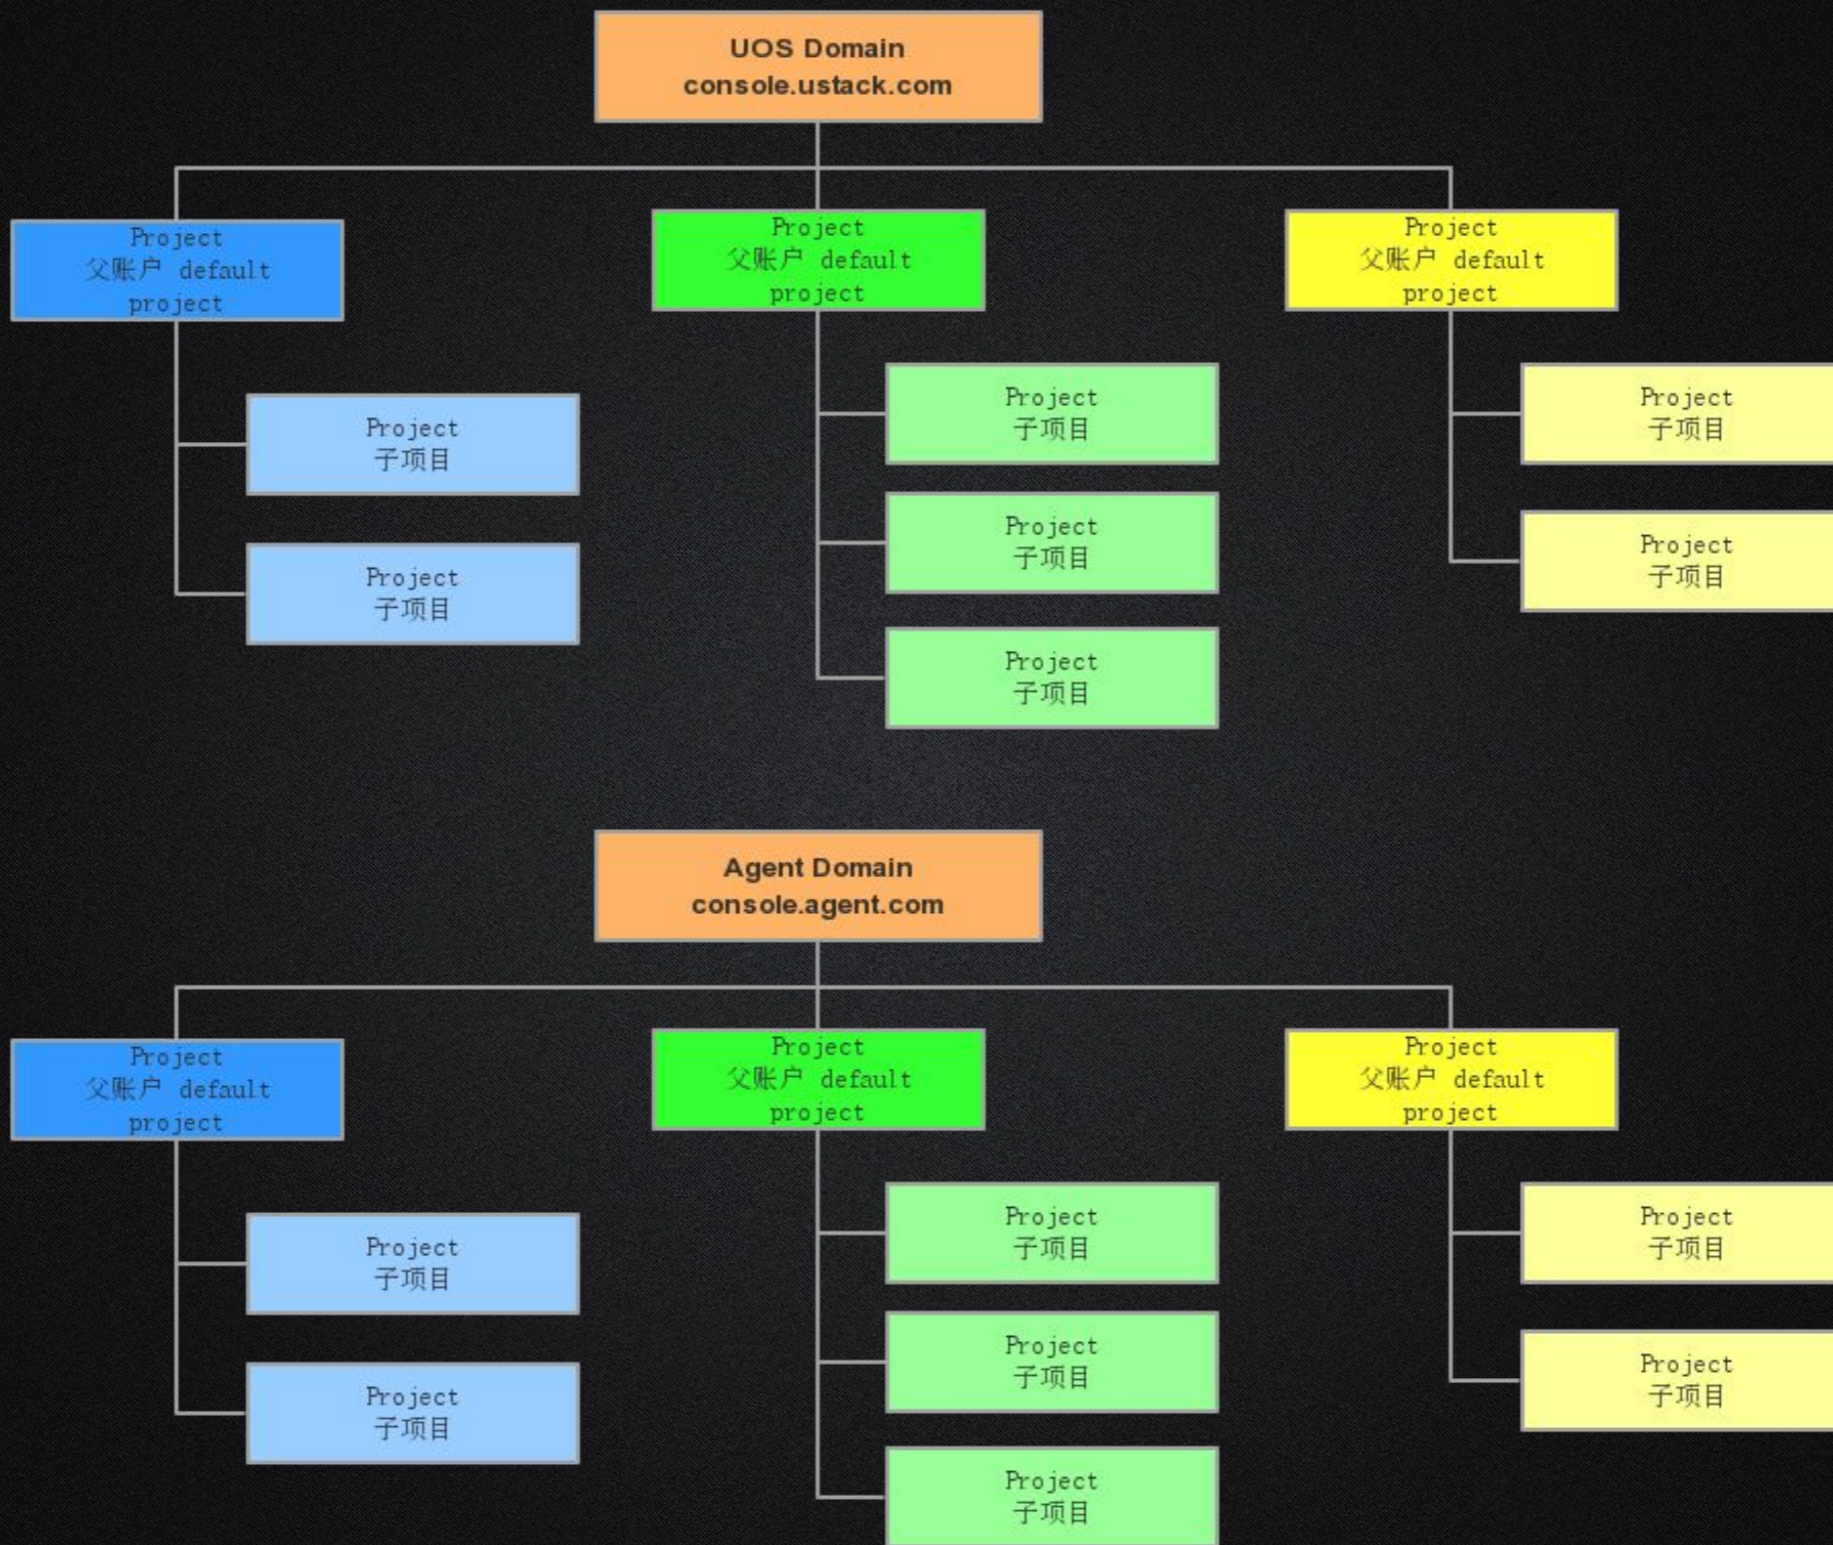 UOS Domain
console.ustack.com
Project
父账户 default
project
Project
父账户 default
project
Project
父账户 default
project
Project
子项目
Project
子项目
Project
子项目
Project
子项目
Project
子项目
Project
子项目
Project
子项目
Agent Domain
console.agent.com
Project
父账户 default
project
Project
父账户 default
project
Project
父账户 default
project
Project
子项目
Project
子项目
Project
子项目
Project
子项目
Project
子项目
Project
子项目
Project
子项目